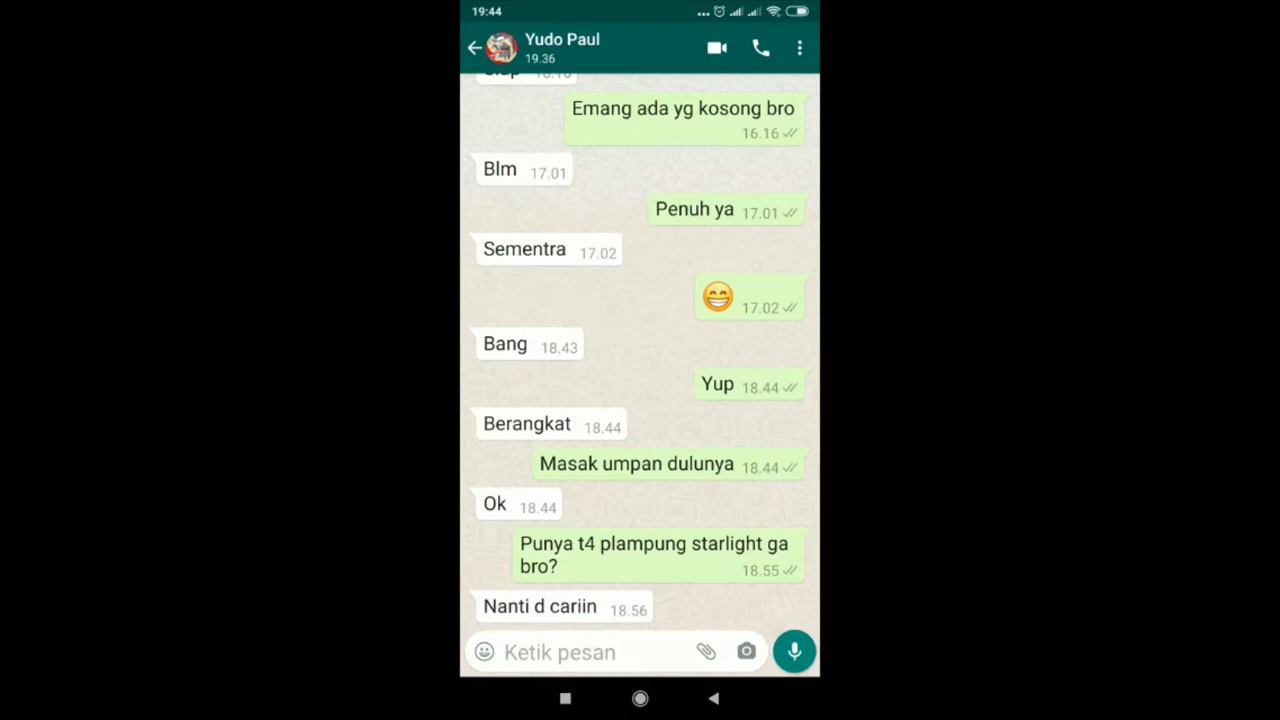 19:44
Yudo Paul
19.36
16.16
Emang ada yg kosong bro
16.16
Blm 17.01
Penuh ya 17.01
Sementra 17.02
😁 17.02
Bang 18.43
Yup 18.44
Berangkat 18.44
Masak umpan dulunya 18.44
Ok 18.44
Punya t4 plampung starlight ga
bro?
18.55
Nanti d cariin 18.56
Ketik pesan